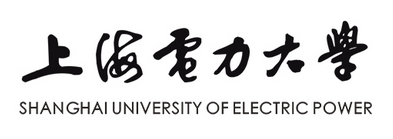 上海電力大學
SHANGHAI UNIVERSITY OF ELECTRIC POWER